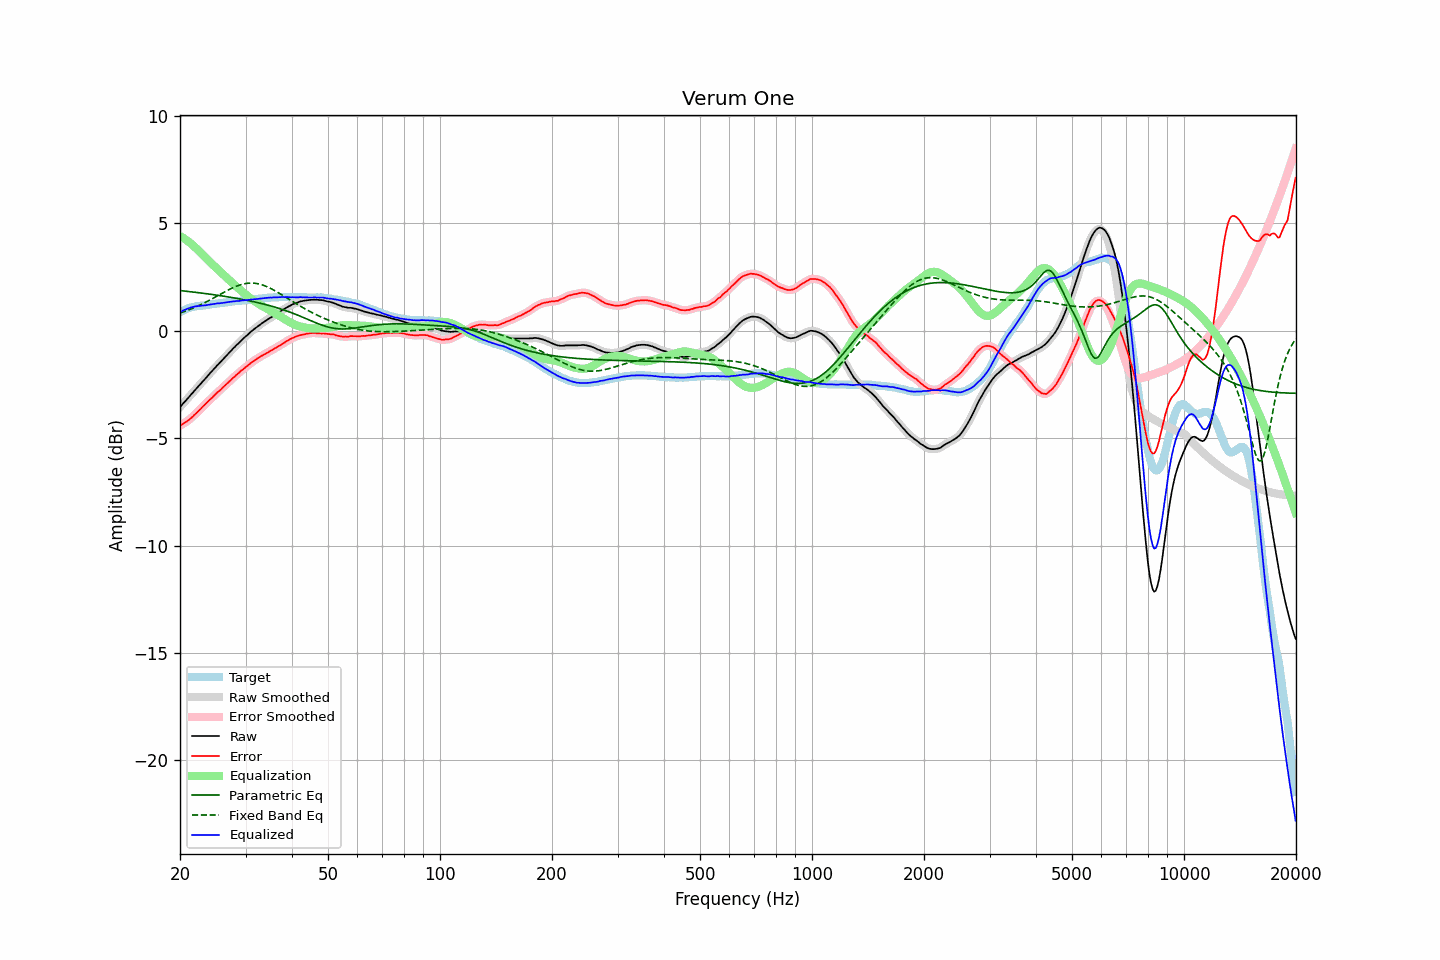 Verum One
10
5
0
−5
−10
−15
−20
Amplitude (dBr)
Target
Raw Smoothed
Error Smoothed
Raw
Error
Equalization
Parametric Eq
Fixed Band Eq
Equalized
20 50 100 200 500 1000 2000 5000 10000 20000
Frequency (Hz)